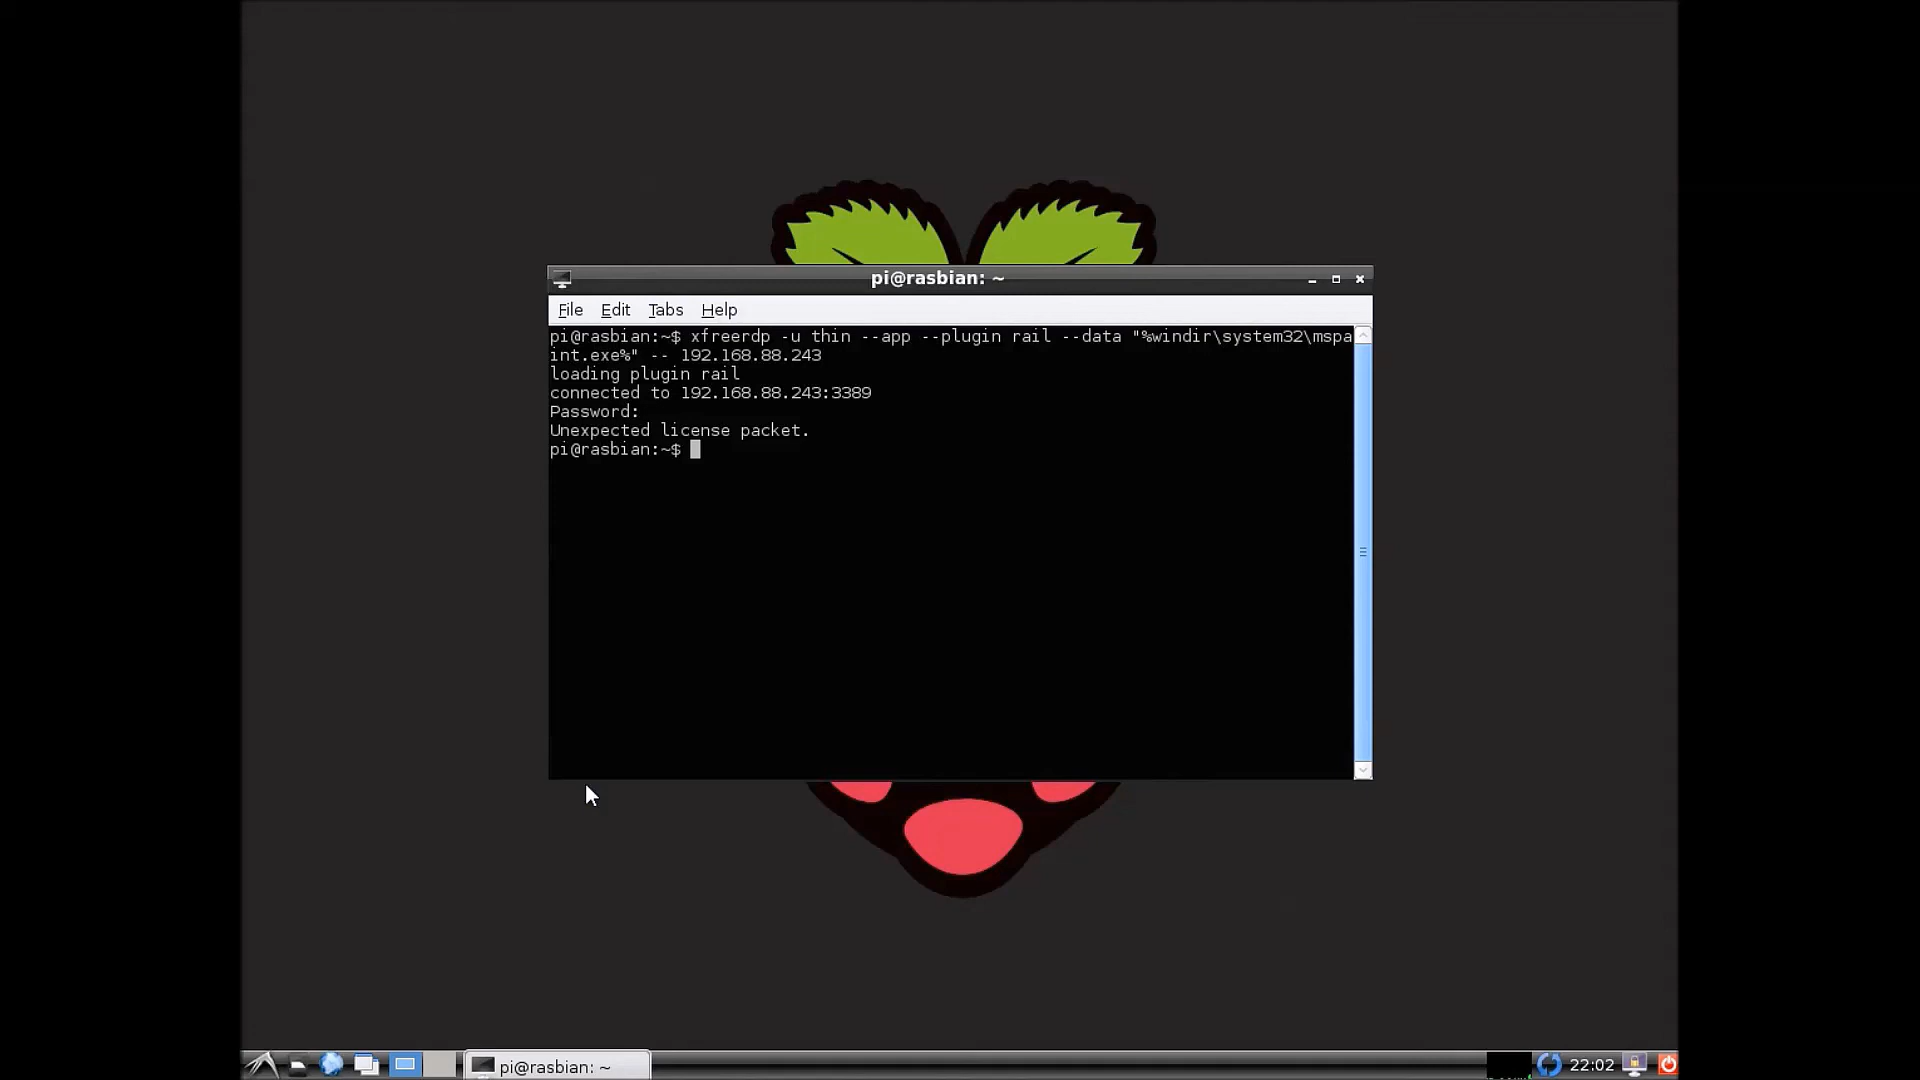 pi@rasbian: ~
File Edit Tabs Help
pi@rasbian:~$ xfreerdp -u thin --app --plugin rail --data "%windir\system32\mspa
int.exe%" -- 192.168.88.243
loading plugin rail
connected to 192.168.88.243:3389
Password:
Unexpected license packet.
pi@rasbian:~$
pi@rasbian: ~
22:02